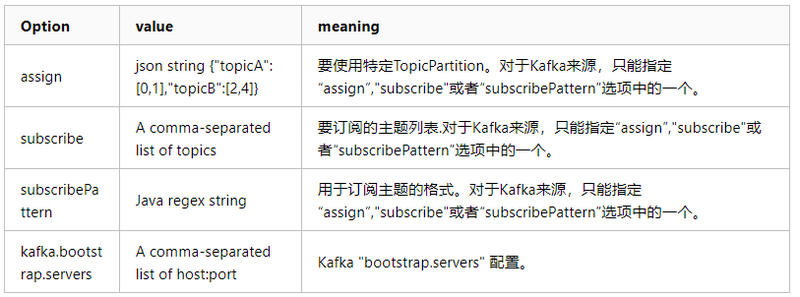 Option value meaning
assign
json string {"topicA":
[0,1],"topicB":[2,4]}
要使用特定TopicPartition。对于Kafka来源，只能指定
“assign”,"subscribe"或者“subscribePattern”选项中的一个。
subscribe
A comma-separated
list of topics
要订阅的主题列表.对于Kafka来源，只能指定“assign”,"subscribe”或
者“subscribePattern”选项中的一个。
subscribePa
ttern
Java regex string
用于订阅主题的格式。对于Kafka来源，只能指定
“assign”,"subscribe"或者“subscribePattern”选项中的一个。
kafka.bootst
rap.servers
A comma-separated
list of host:port
Kafka "bootstrap.servers" 配置。